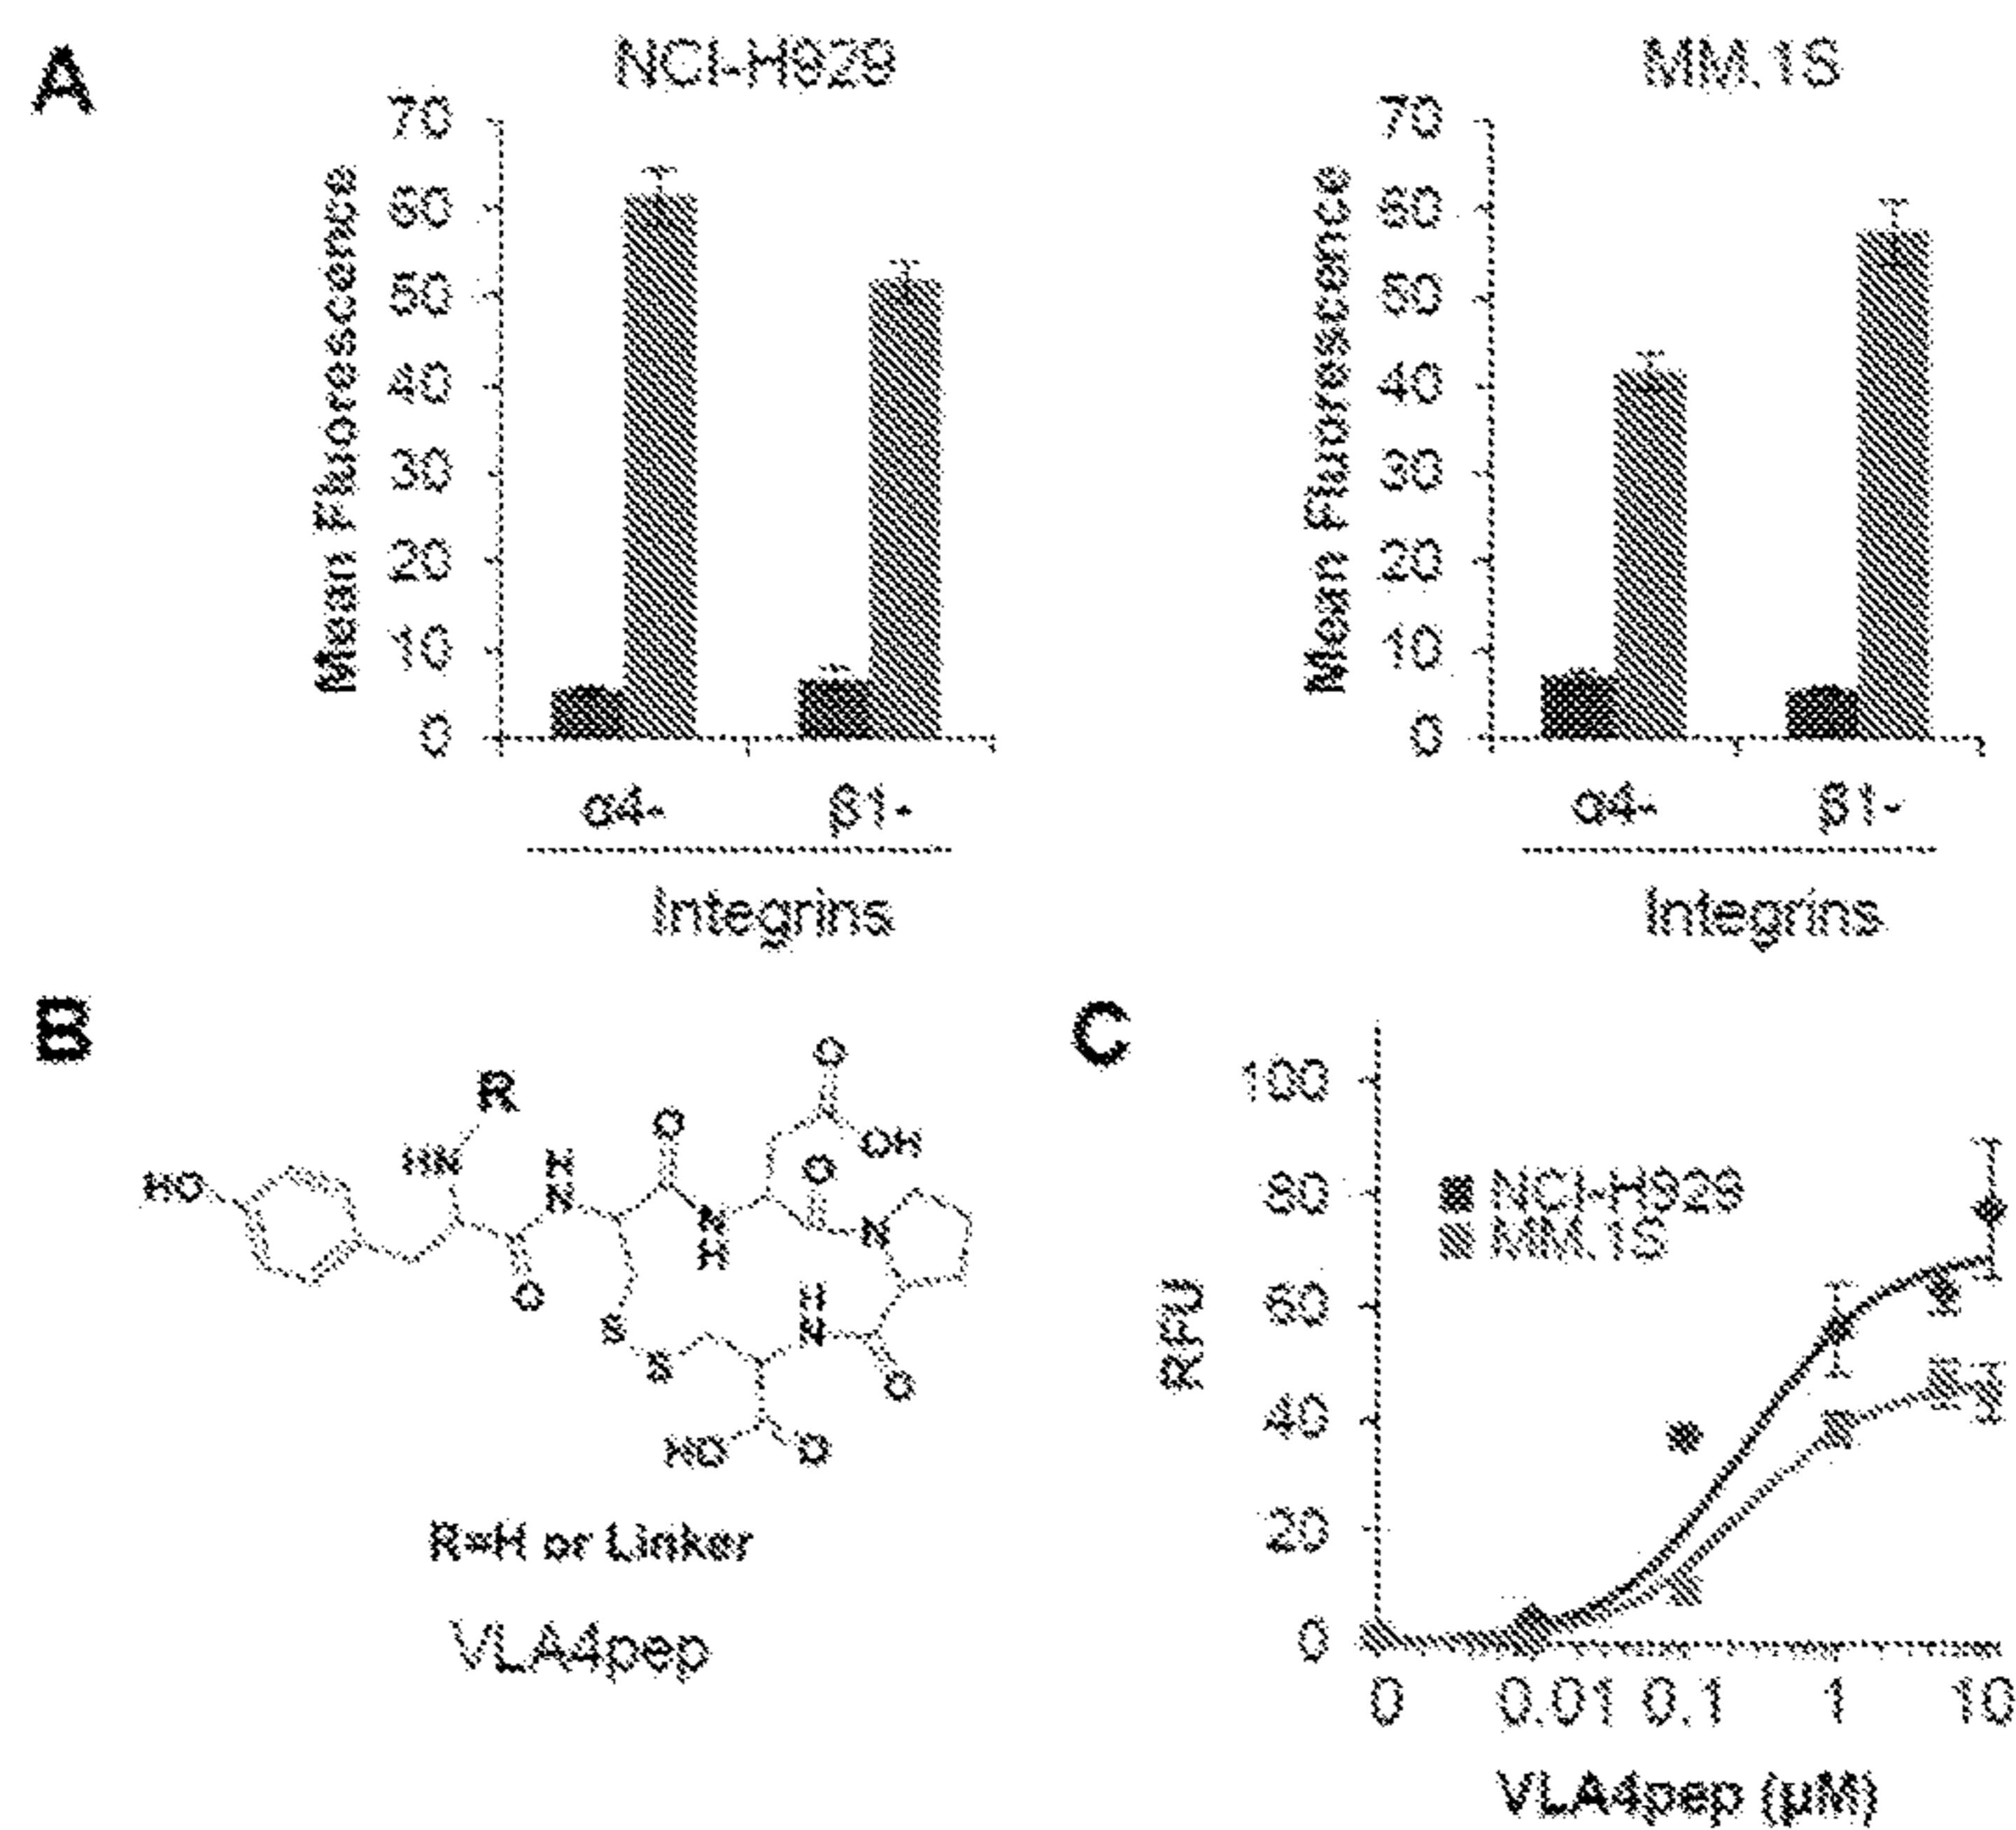 A
NCI-H929
MM.1S
Mean Fluorescence
70
60
50
40
30
20
10
0
α4-
β1-
Integrins
Mean Fluorescence
70
60
50
40
30
20
10
0
α4-
β1-
Integrins
B
R
HN
HO
H
N
O
O
OH
O
N
H
N
O
S
S
H
N
O
HO
O
R=H or Linker
VLA4pep
C
RFU
100
80
60
40
20
0
NCI-H929
MM.1S
0
0.01
0.1
1
10
VLA4pep (μM)